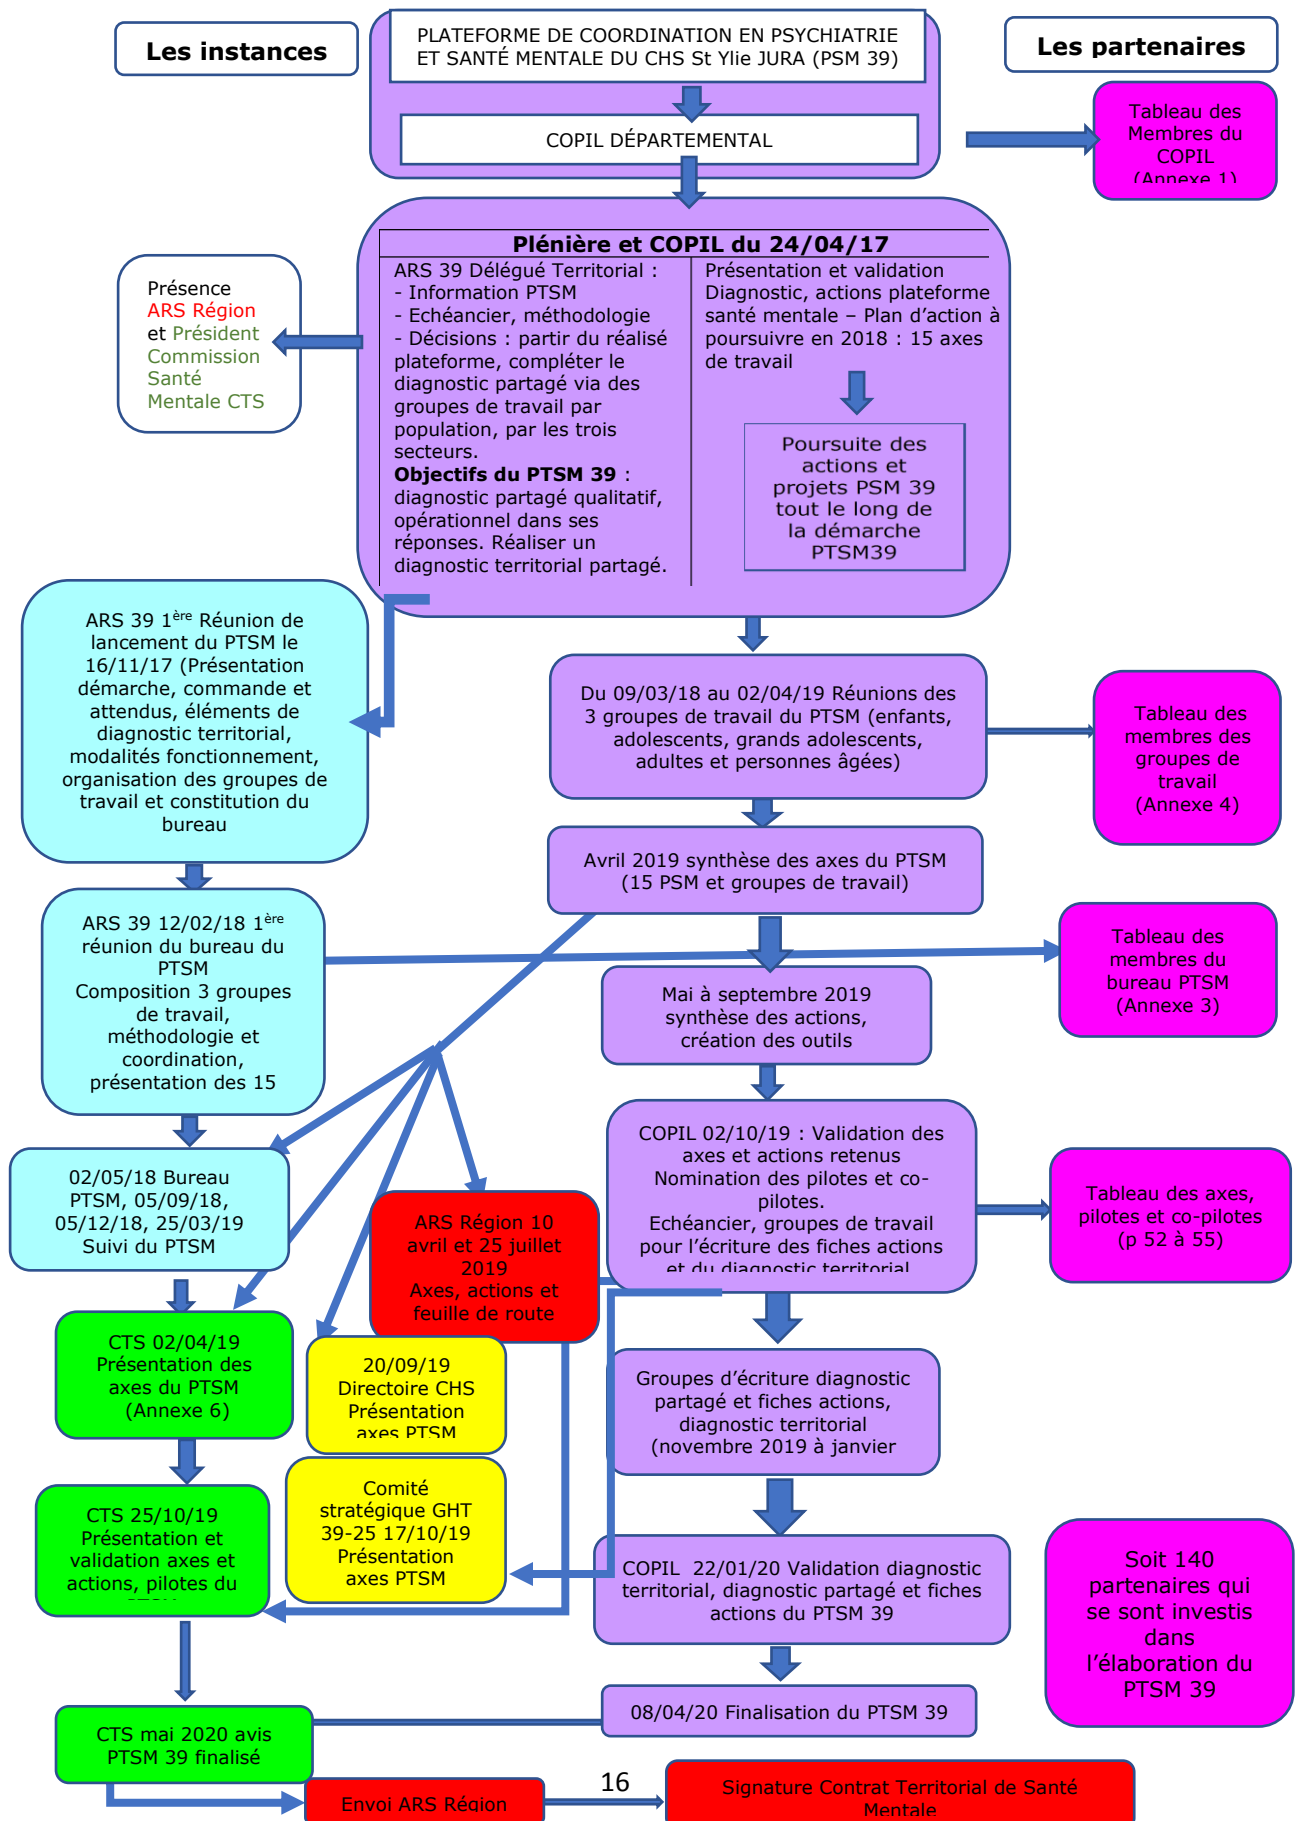 Les instances
PLATEFORME DE COORDINATION EN PSYCHIATRIE
ET SANTÉ MENTALE DU CHS St Ylie JURA (PSM 39)
Les partenaires
COPIL DÉPARTEMENTAL
Tableau des
Membres du
COPIL
(Annexe 1)
Plénière et COPIL du 24/04/17
ARS 39 Délégué Territorial :
- Information PTSM
- Echéancier, méthodologie
- Décisions : partir du réalisé
plateforme, compléter le
diagnostic partagé via des
groupes de travail par
population, par les trois
secteurs.
Objectifs du PTSM 39 :
diagnostic partagé qualitatif,
opérationnel dans ses
réponses. Réaliser un
diagnostic territorial partagé.
Présentation et validation
Diagnostic, actions plateforme
santé mentale – Plan d'action à
poursuivre en 2018 : 15 axes
de travail
Poursuite des
actions et
projets PSM 39
tout le long de
la démarche
PTSM39
Présence
ARS Région
et Président
Commission
Santé
Mentale CTS
ARS 39 1ère Réunion de
lancement du PTSM le
16/11/17 (Présentation
démarche, commande et
attendus, éléments de
diagnostic territorial,
modalités fonctionnement,
organisation des groupes de
travail et constitution du
bureau
Du 09/03/18 au 02/04/19 Réunions des
3 groupes de travail du PTSM (enfants,
adolescents, grands adolescents,
adultes et personnes âgées)
Tableau des
membres des
groupes de
travail
(Annexe 4)
Avril 2019 synthèse des axes du PTSM
(15 PSM et groupes de travail)
ARS 39 12/02/18 1ère
réunion du bureau du
PTSM
Composition 3 groupes
de travail,
méthodologie et
coordination,
présentation des 15
Tableau des
membres du
bureau PTSM
(Annexe 3)
Mai à septembre 2019
synthèse des actions,
création des outils
COPIL 02/10/19 : Validation des
axes et actions retenus
Nomination des pilotes et co-
pilotes.
Echéancier, groupes de travail
pour l'écriture des fiches actions
et du diagnostic territorial
Tableau des axes,
pilotes et co-pilotes
(p 52 à 55)
02/05/18 Bureau
PTSM, 05/09/18,
05/12/18, 25/03/19
Suivi du PTSM
ARS Région 10
avril et 25 juillet
2019
Axes, actions et
feuille de route
CTS 02/04/19
Présentation des
axes du PTSM
(Annexe 6)
20/09/19
Directoire CHS
Présentation
axes PTSM
Groupes d'écriture diagnostic
partagé et fiches actions,
diagnostic territorial
(novembre 2019 à janvier
Comité
stratégique GHT
39-25 17/10/19
Présentation
axes PTSM
CTS 25/10/19
Présentation et
validation axes et
actions, pilotes du
COPIL 22/01/20 Validation diagnostic
territorial, diagnostic partagé et fiches
actions du PTSM 39
Soit 140
partenaires qui
se sont investis
dans
l'élaboration du
PTSM 39
08/04/20 Finalisation du PTSM 39
CTS mai 2020 avis
PTSM 39 finalisé
Envoi ARS Région
16
Signature Contrat Territorial de Santé
Mentale